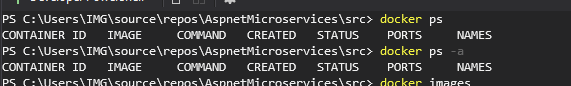 PS C:\Users\IMG\source\repos\AspnetMicroservices\src> docker ps
CONTAINER ID   IMAGE     COMMAND   CREATED   STATUS    PORTS     NAMES
PS C:\Users\IMG\source\repos\AspnetMicroservices\src> docker ps -a
CONTAINER ID   IMAGE     COMMAND   CREATED   STATUS    PORTS     NAMES
PS C:\Users\IMG\source\repos\AspnetMicroservices\src> docker images